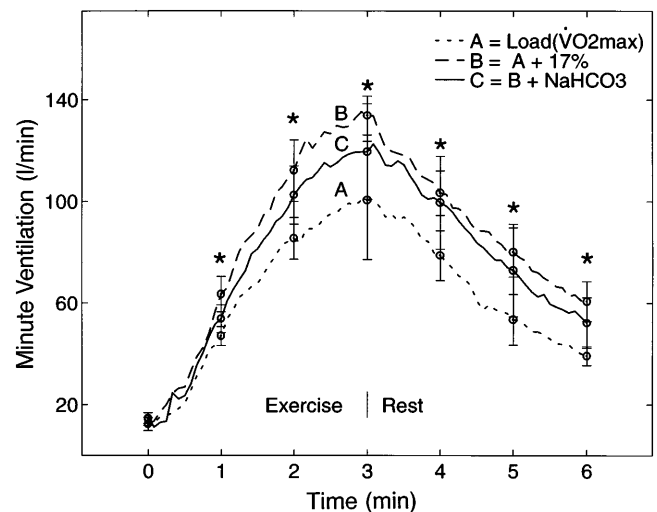 A = Load(V̇O2max)
B = A + 17%
C = B + NaHCO3
Minute Ventilation (l/min)
140
100
60
20
*
*
*
*
*
*
B
C
A
Exercise | Rest
0 1 2 3 4 5 6
Time (min)